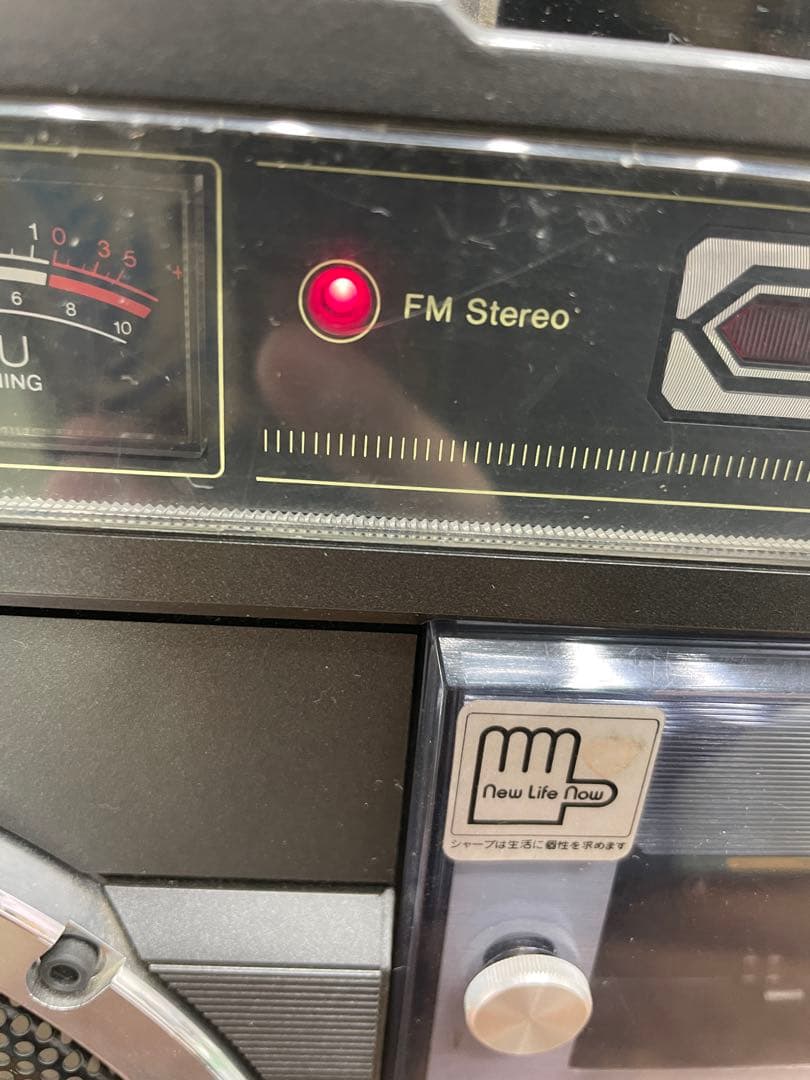 1 0 3 5 +
6 8 10
U
NING
FM Stereo
New Life Now
シャープは生活に個性を求めます